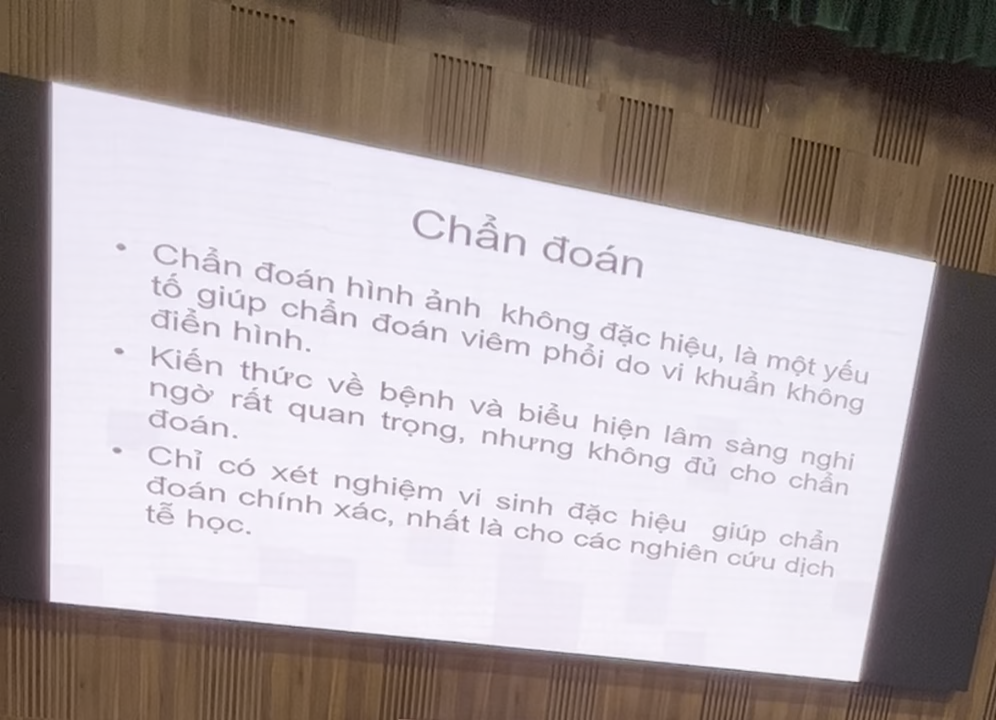 Chẩn đoán
• Chẩn đoán hình ảnh không đặc hiệu, là một yếu
tố giúp chẩn đoán viêm phổi do vi khuẩn không
điển hình.
• Kiến thức về bệnh và biểu hiện lâm sàng nghi
ngờ rất quan trọng, nhưng không đủ cho chẩn
đoán.
• Chỉ có xét nghiệm vi sinh đặc hiệu giúp chẩn
đoán chính xác, nhất là cho các nghiên cứu dịch
tễ học.